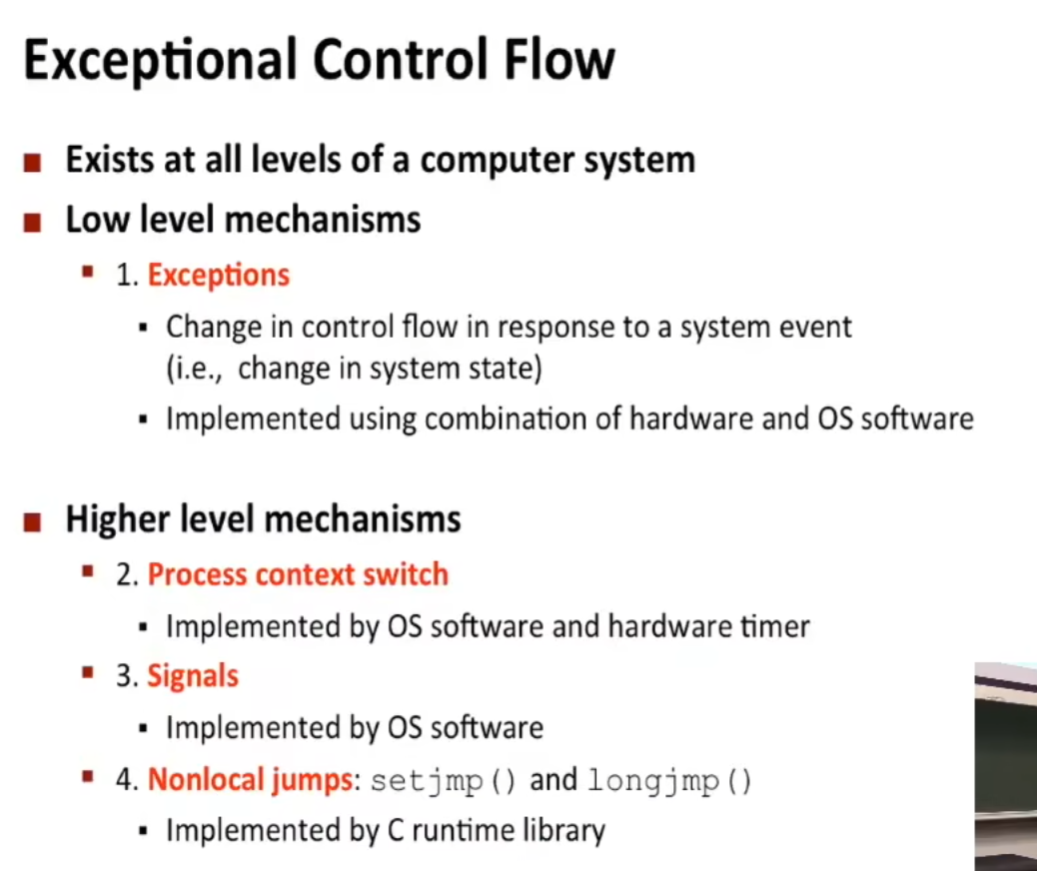 Exceptional Control Flow
Exists at all levels of a computer system
Low level mechanisms
1. Exceptions
Change in control flow in response to a system event
(i.e., change in system state)
Implemented using combination of hardware and OS software
Higher level mechanisms
2. Process context switch
Implemented by OS software and hardware timer
3. Signals
Implemented by OS software
4. Nonlocal jumps: setjmp() and longjmp()
Implemented by C runtime library